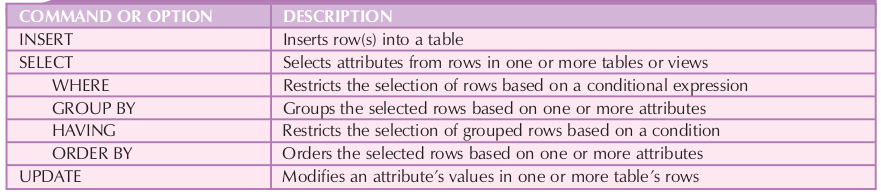 COMMAND OR OPTION DESCRIPTION
INSERT Inserts row(s) into a table
SELECT Selects attributes from rows in one or more tables or views
WHERE Restricts the selection of rows based on a conditional expression
GROUP BY Groups the selected rows based on one or more attributes
HAVING Restricts the selection of grouped rows based on a condition
ORDER BY Orders the selected rows based on one or more attributes
UPDATE Modifies an attribute's values in one or more table's rows